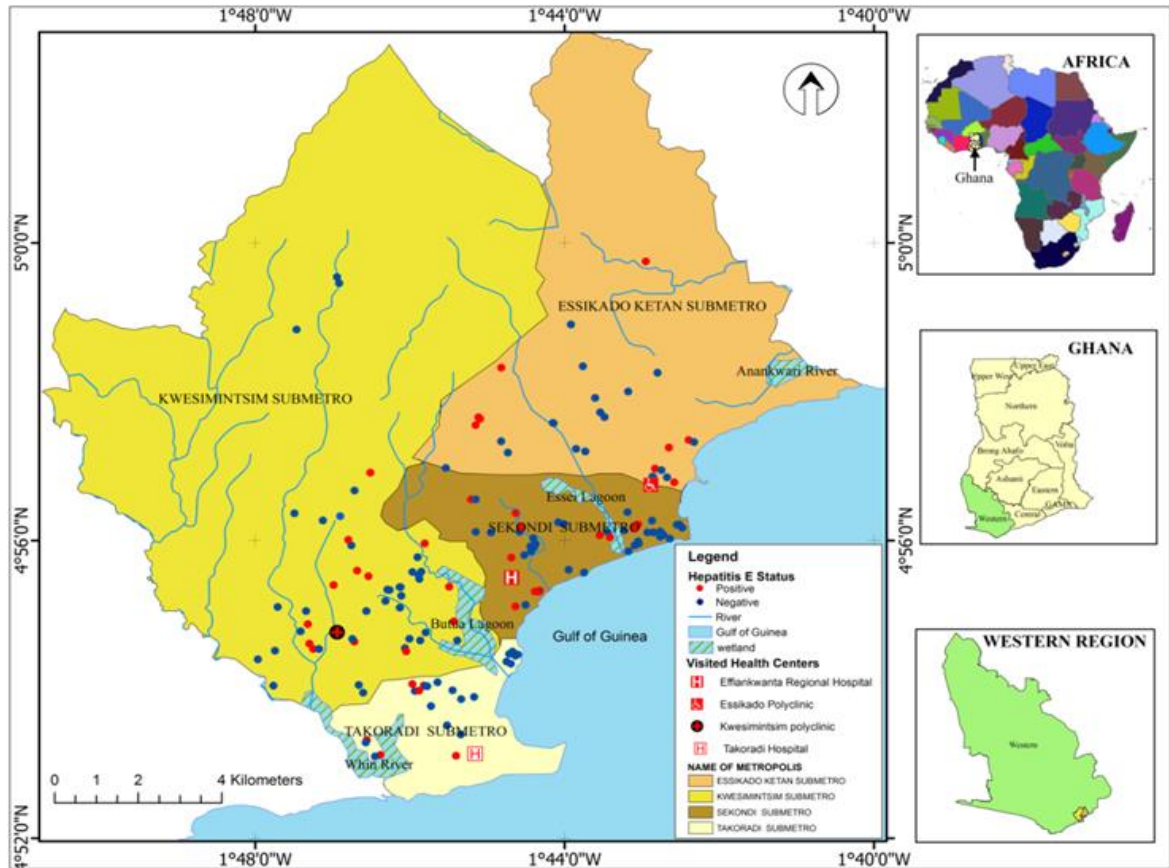 1°48'0"W
1°44'0"W
1°40'0"W
5°0'0"N
4°56'0"N
4°52'0"N
5°0'0"N
4°56'0"N
4°52'0"N
ESSIKADO KETAN SUBMETRO
Anankwari River
KWESIMINTSIM SUBMETRO
Essei Lagoon
SEKONDI SUBMETRO
Butua Lagoon
Gulf of Guinea
TAKORADI SUBMETRO
Whin River
0 1 2 4 Kilometers
1°48'0"W
1°44'0"W
1°40'0"W
Legend
Hepatitis E Status
Positive
Negative
River
Gulf of Guinea
wetland
Visited Health Centers
H Effiankwanta Regional Hospital
Essikado Polyclinic
Kwesimintsim polyclinic
H Takoradi Hospital
NAME OF METROPOLIS
ESSIKADO KETAN SUBMETRO
KWESIMINTSIM SUBMETRO
SEKONDI SUBMETRO
TAKORADI SUBMETRO
AFRICA
Ghana
GHANA
Upper West
Upper East
Northern
Brong Ahafo
Volta
Ashanti
Eastern
Western
Central
WESTERN REGION
Western